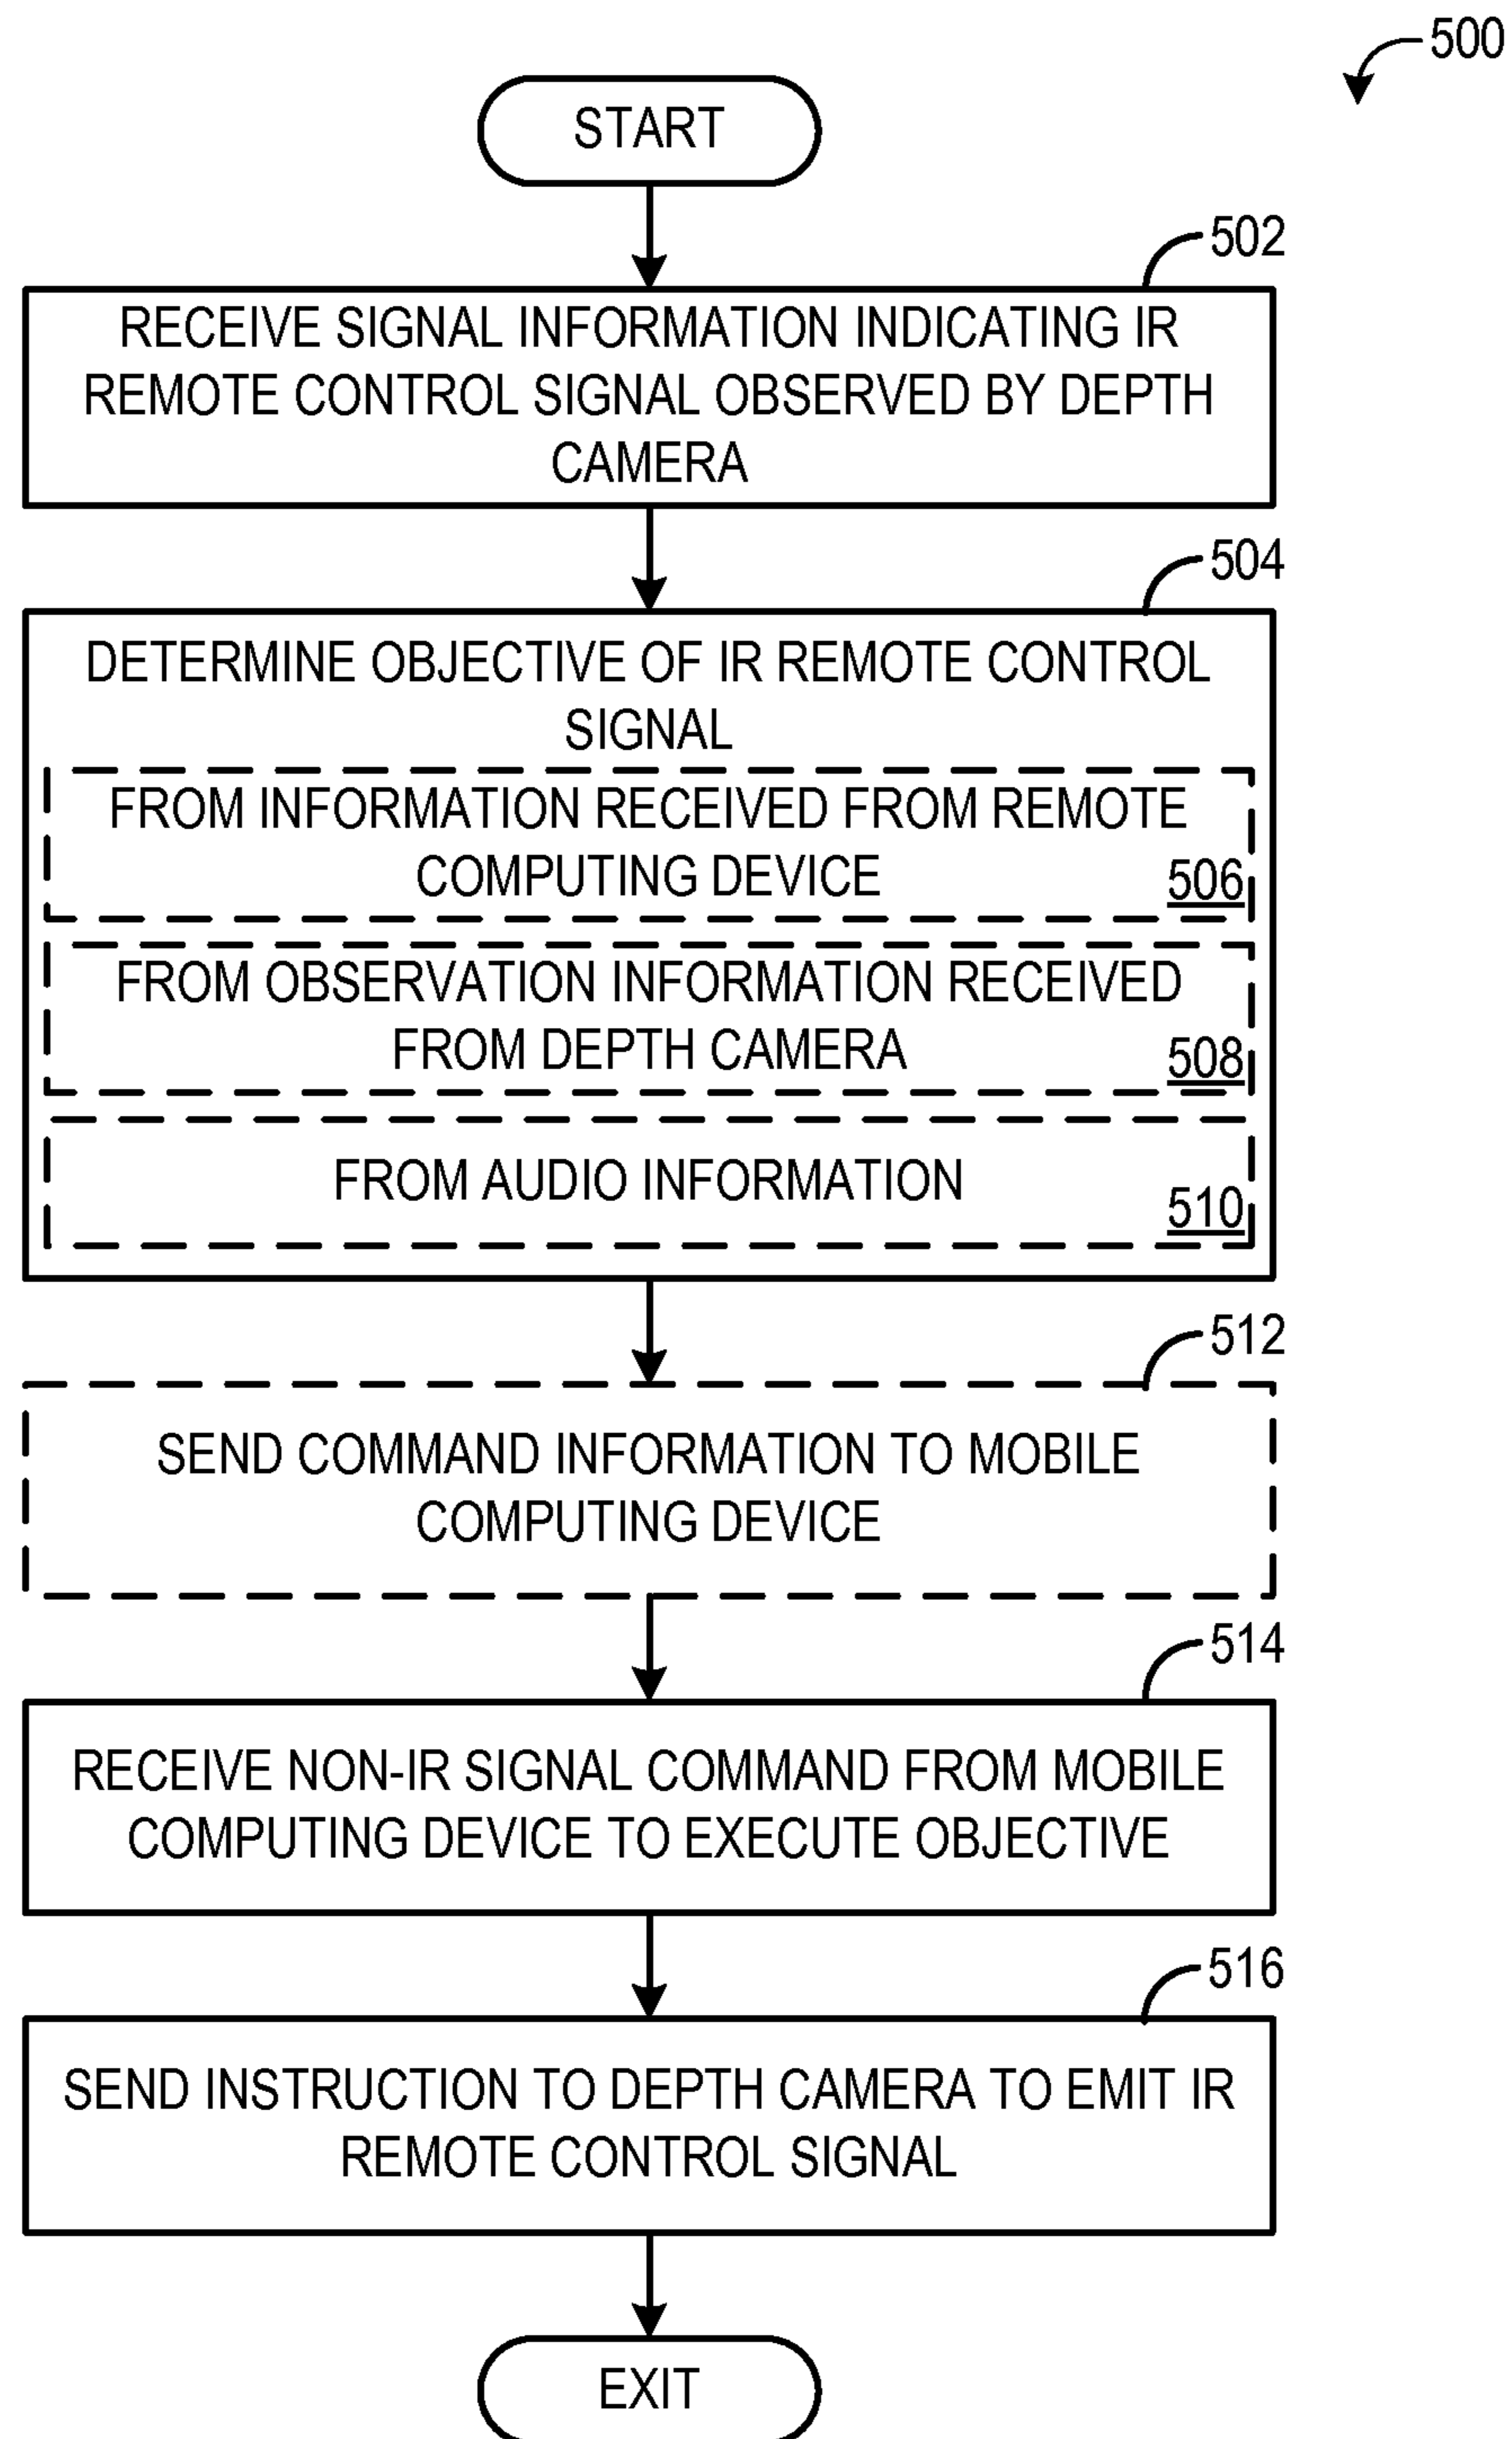 500
START
502
RECEIVE SIGNAL INFORMATION INDICATING IR
REMOTE CONTROL SIGNAL OBSERVED BY DEPTH
CAMERA
504
DETERMINE OBJECTIVE OF IR REMOTE CONTROL
SIGNAL
FROM INFORMATION RECEIVED FROM REMOTE
COMPUTING DEVICE
506
FROM OBSERVATION INFORMATION RECEIVED
FROM DEPTH CAMERA
508
FROM AUDIO INFORMATION
510
512
SEND COMMAND INFORMATION TO MOBILE
COMPUTING DEVICE
514
RECEIVE NON-IR SIGNAL COMMAND FROM MOBILE
COMPUTING DEVICE TO EXECUTE OBJECTIVE
516
SEND INSTRUCTION TO DEPTH CAMERA TO EMIT IR
REMOTE CONTROL SIGNAL
EXIT